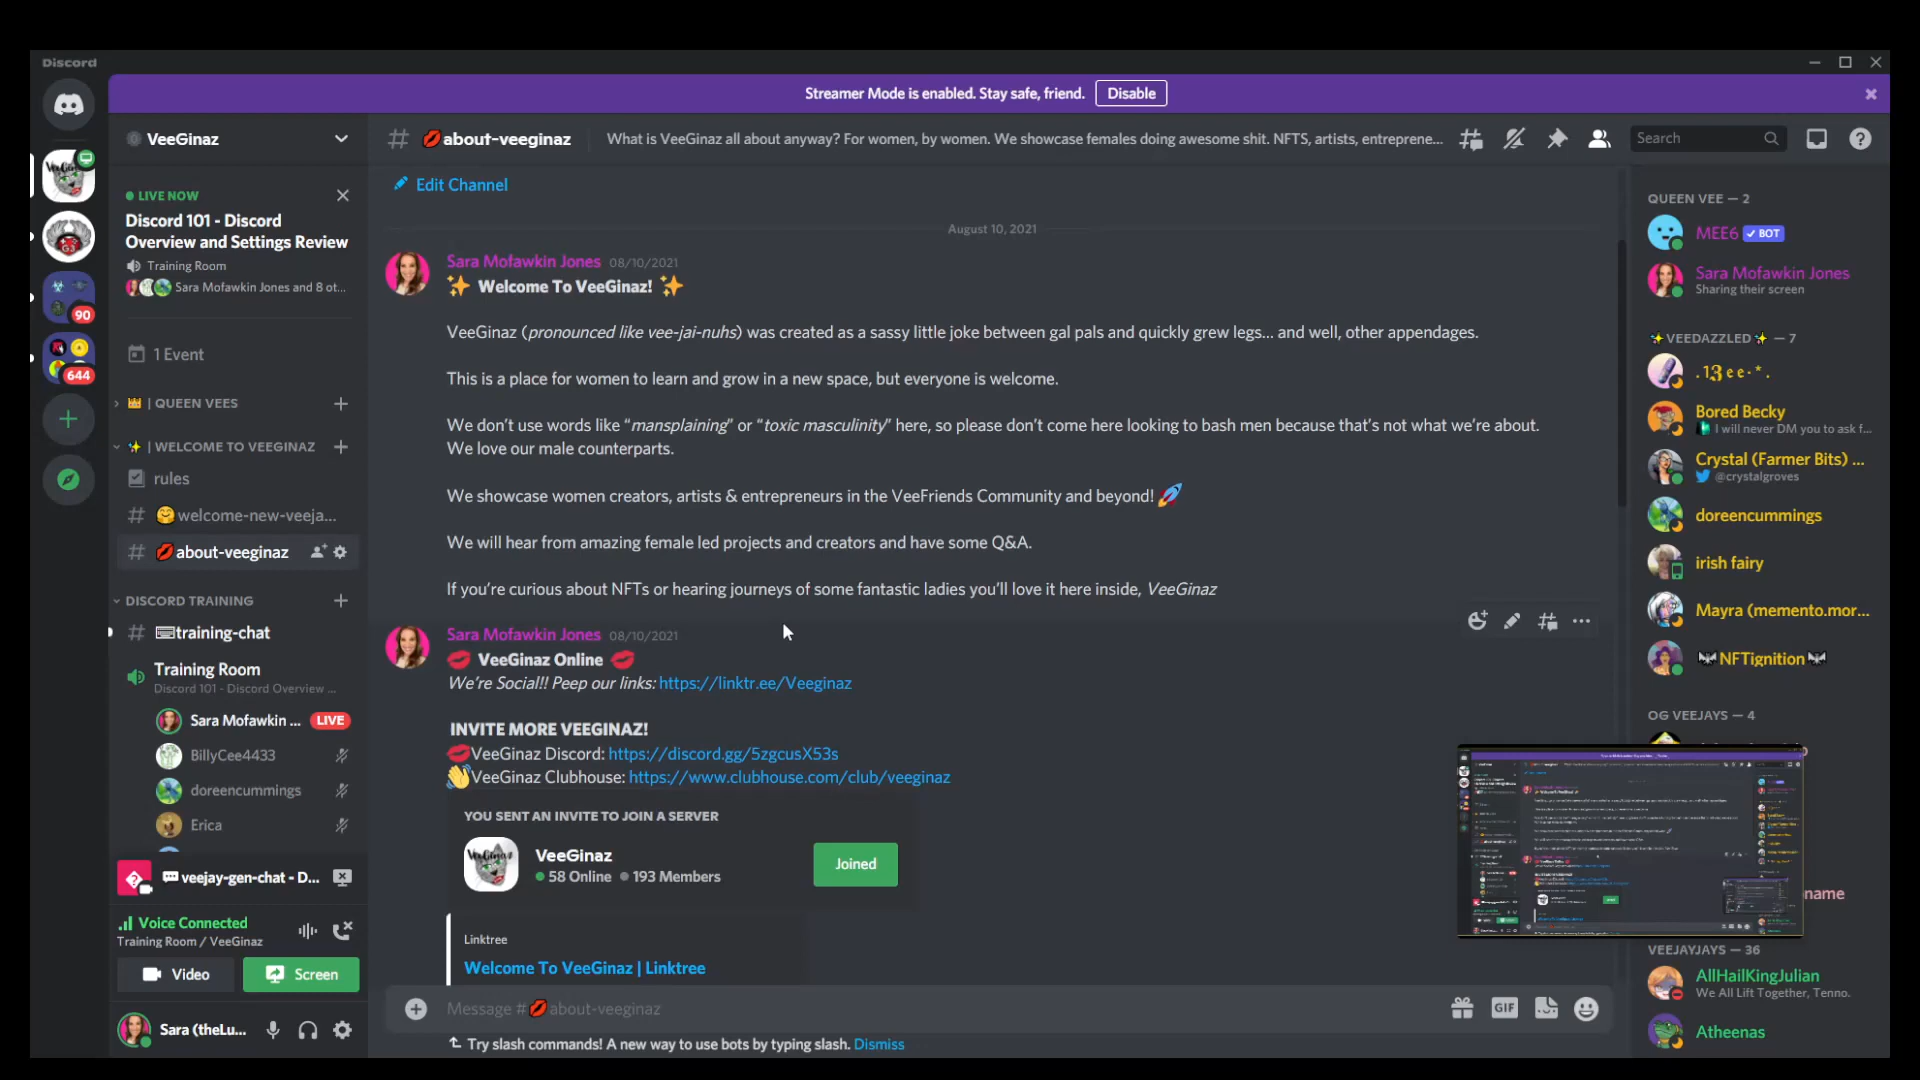 Discord
Streamer Mode is enabled. Stay safe, friend.
Disable
VeeGinaz
LIVE NOW
Discord 101 - Discord
Overview and Settings Review
Training Room
Sara Mofawkin Jones and 8 ot...
90
644
1 Event
👑 | QUEEN VEES
✨ | WELCOME TO VEEGINAZ
rules
🤗welcome-new-veeja...
💋about-veeginaz
DISCORD TRAINING
⌨training-chat
Training Room
Discord 101 - Discord Overview ...
Sara Mofawkin ...
LIVE
BillyCee4433
doreencummings
Erica
💬veejay-gen-chat - D...
Voice Connected
Training Room / VeeGinaz
Video
Screen
Sara (theLu...
# 💋about-veeginaz
What is VeeGinaz all about anyway? For women, by women. We showcase females doing awesome shit. NFTS, artists, entreprene...
Search
Edit Channel
August 10, 2021
Sara Mofawkin Jones 08/10/2021
✨ Welcome To VeeGinaz! ✨
VeeGinaz (pronounced like vee-jai-nuhs) was created as a sassy little joke between gal pals and quickly grew legs... and well, other appendages.
This is a place for women to learn and grow in a new space, but everyone is welcome.
We don't use words like “mansplaining” or “toxic masculinity” here, so please don't come here looking to bash men because that's not what we're about.
We love our male counterparts.
We showcase women creators, artists & entrepreneurs in the VeeFriends Community and beyond! 🚀
We will hear from amazing female led projects and creators and have some Q&A.
If you're curious about NFTs or hearing journeys of some fantastic ladies you'll love it here inside, VeeGinaz
Sara Mofawkin Jones 08/10/2021
💋 VeeGinaz Online 💋
We're Social!! Peep our links: https://linktr.ee/Veeginaz
INVITE MORE VEEGINAZ!
💋VeeGinaz Discord: https://discord.gg/5zgcusX53s
👋VeeGinaz Clubhouse: https://www.clubhouse.com/club/veeginaz
YOU SENT AN INVITE TO JOIN A SERVER
VeeGinaz
58 Online 193 Members
Joined
Linktree
Welcome To VeeGinaz | Linktree
Message #💋about-veeginaz
GIF
Try slash commands! A new way to use bots by typing slash. Dismiss
QUEEN VEE — 2
MEE6 ✓ BOT
Sara Mofawkin Jones
Sharing their screen
✨VEEDAZZLED✨ — 7
. 13 e e · * .
Bored Becky
I will never DM you to ask f...
Crystal (Farmer Bits) ...
@crystalgroves
doreencummings
irish fairy
Mayra (memento.mor...
NFTignition
OG VEEJAYS — 4
name
VEEJAYJAYS — 36
AllHailKingJulian
We All Lift Together, Tenno.
Atheenas